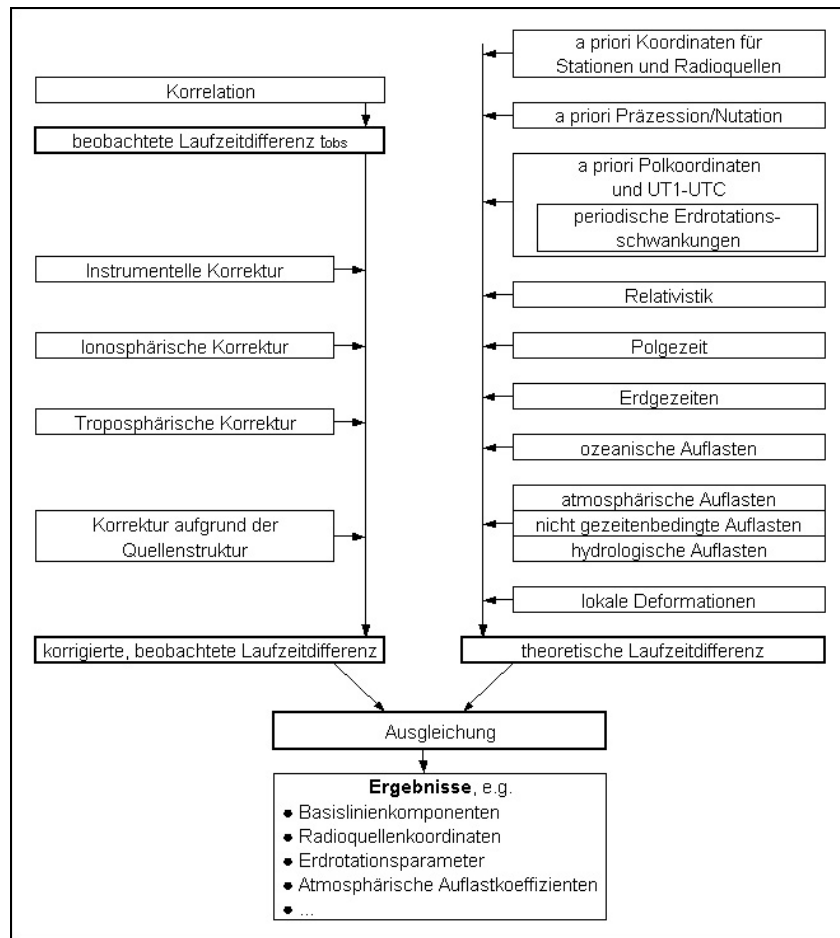 Korrelation
beobachtete Laufzeitdifferenz tobs
Instrumentelle Korrektur
Ionosphärische Korrektur
Troposphärische Korrektur
Korrektur aufgrund der
Quellenstruktur
korrigierte, beobachtete Laufzeitdifferenz
a priori Koordinaten für
Stationen und Radioquellen
a priori Präzession/Nutation
a priori Polkoordinaten
und UT1-UTC
periodische Erdrotations-
schwankungen
Relativistik
Polgezeit
Erdgezeiten
ozeanische Auflasten
atmosphärische Auflasten
nicht gezeitenbedingte Auflasten
hydrologische Auflasten
lokale Deformationen
theoretische Laufzeitdifferenz
Ausgleichung
Ergebnisse, e.g.
● Basislinienkomponenten
● Radioquellenkoordinaten
● Erdrotationsparameter
● Atmosphärische Auflastkoeffizienten
● ...